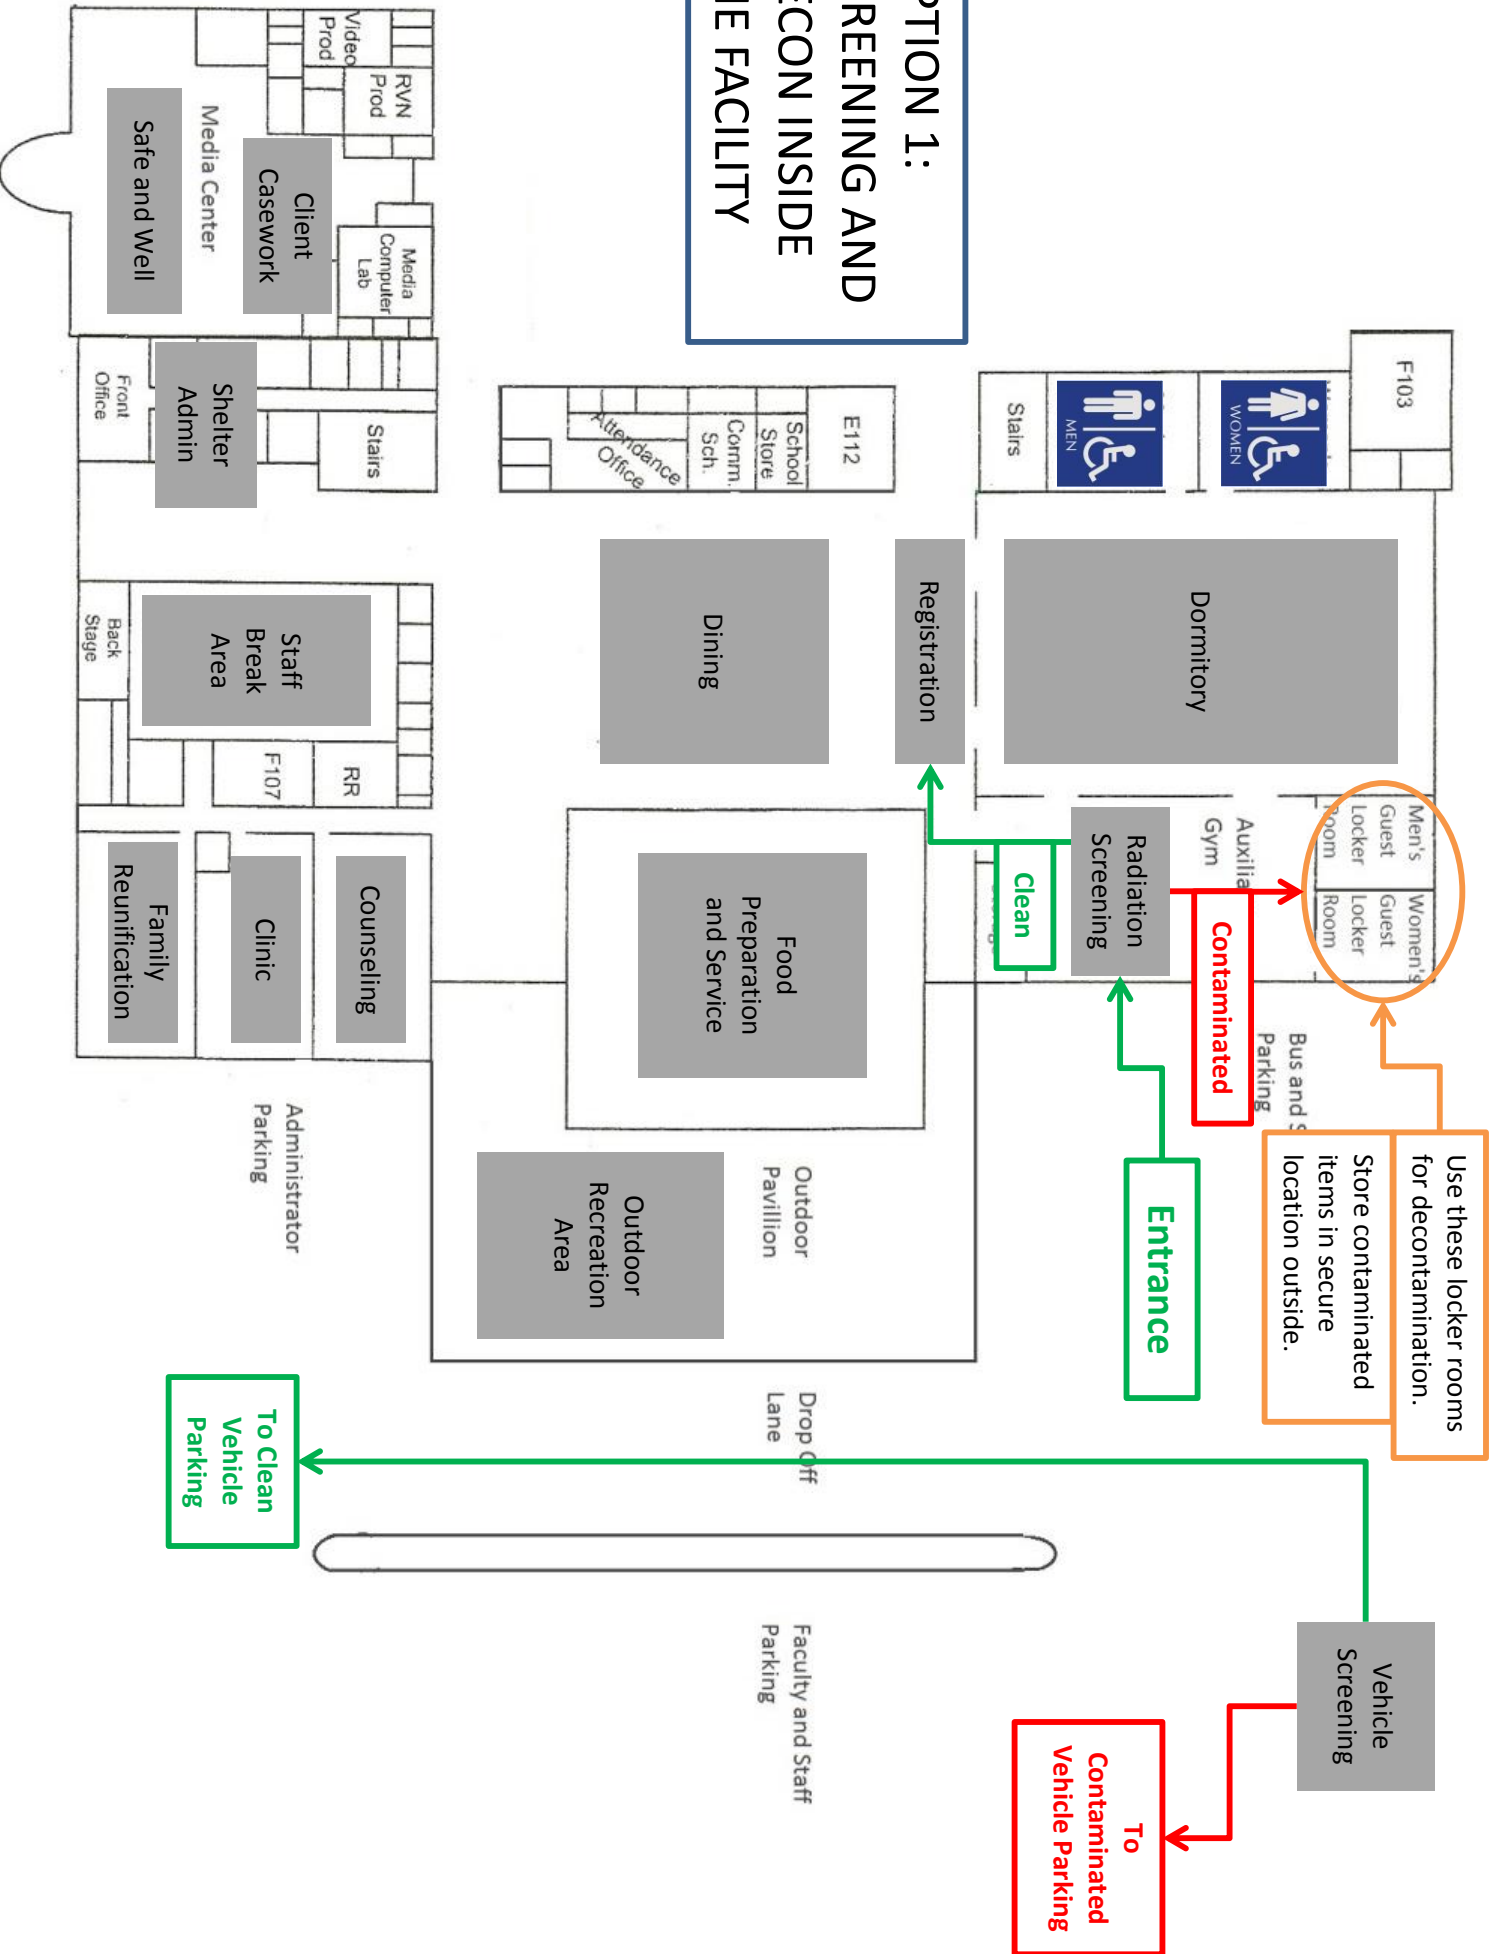 PTION 1:
REENING AND
ECON INSIDE
E FACILITY
Use these locker rooms
for decontamination.
Store contaminated
items in secure
location outside.
Vehicle
Screening
To
Contaminated
Vehicle Parking
To Clean
Vehicle
Parking
Entrance
Bus and S
Parking
Contaminated
Clean
F103
Men's
Guest
Locker
Room
Women's
Guest
Locker
Room
WOMEN
MEN
Stairs
Dormitory
Auxilia
Gym
Radiation
Screening
Registration
E112
School
Store
Comm.
Sch.
Attendance
Office
Dining
Food
Preparation
and Service
Outdoor
Pavillion
Outdoor
Recreation
Area
Drop Off
Lane
Faculty and Staff
Parking
Video
Prod
RVN
Prod
Media
Computer
Lab
Client
Casework
Media Center
Safe and Well
Stairs
Shelter
Admin
Front
Office
Staff
Break
Area
Back
Stage
RR
F107
Counseling
Clinic
Family
Reunification
Administrator
Parking